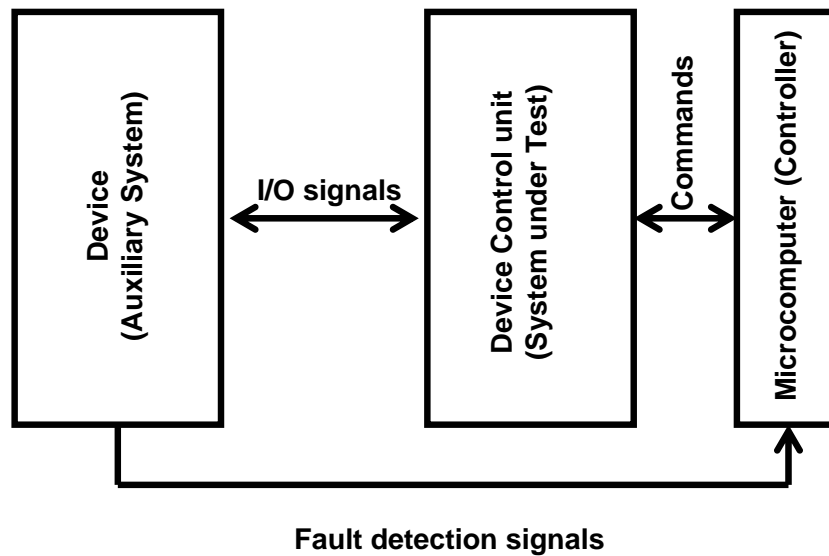 Device
(Auxiliary System)
I/O signals
Device Control unit
(System under Test)
Commands
Microcomputer (Controller)
Fault detection signals